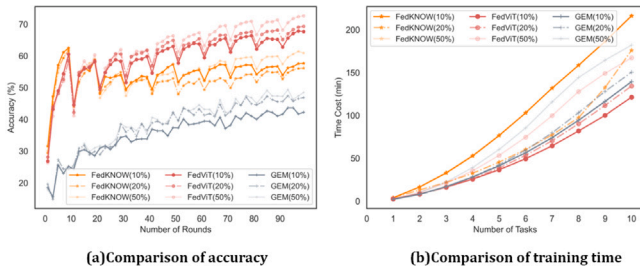 (a)
80
70
60
50
40
30
20
Accuracy (%)
FedKNOW(10%) FedViT(10%) GEM(10%)
FedKNOW(20%) FedViT(20%) GEM(20%)
FedKNOW(50%) FedViT(50%) GEM(50%)
0 10 20 30 40 50 60 70 80 90
Number of Rounds
(a)Comparison of accuracy
(b)
FedKNOW(10%) FedViT(10%) GEM(10%)
FedKNOW(20%) FedViT(20%) GEM(20%)
FedKNOW(50%) FedViT(50%) GEM(50%)
200
150
100
50
0
Time Cost (min)
0 1 2 3 4 5 6 7 8 9 10
Number of Tasks
(b)Comparison of training time